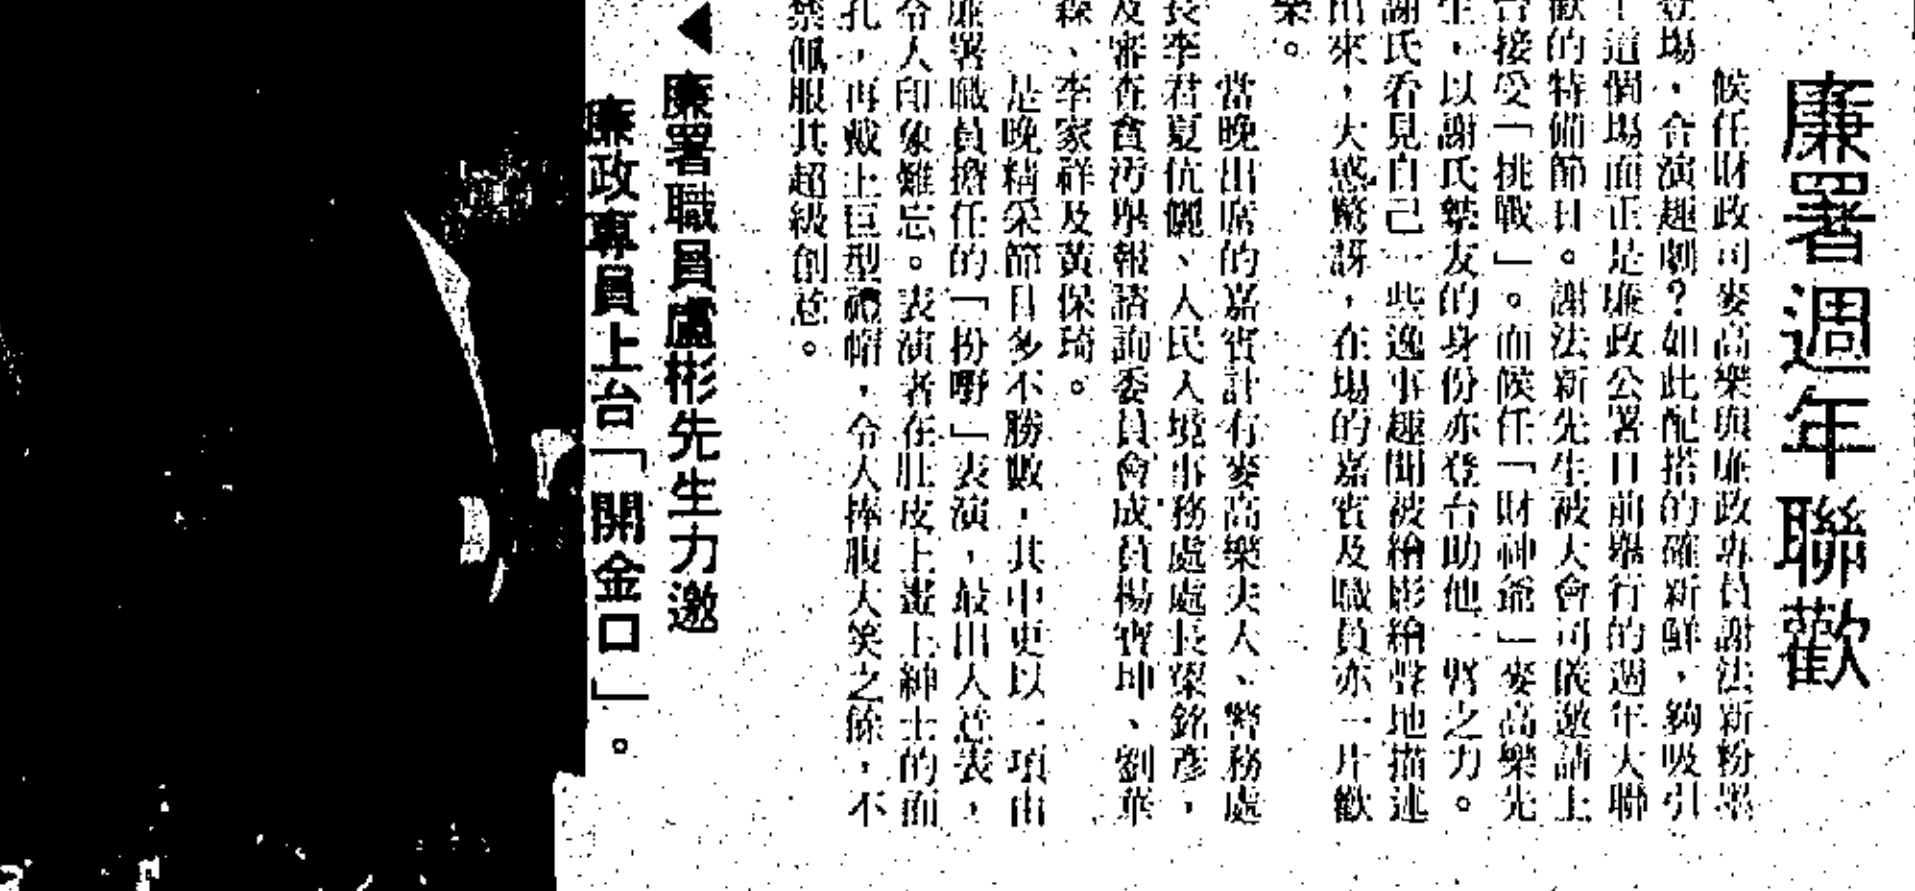 廉署週年聯歡
候任財政司麥高樂與廉政專員謝法新粉墨
登場,合演趣劇?如此配搭的確新鮮,夠吸引
道個場面正是廉政公署日前舉行的週年大聯
歡的特備節目。謝法新先生被大會司儀邀請上
台接受「挑戰」。而候任「財神爺」麥高樂先
生,以謝氏摯友的身份亦登台助他一臂之力。
謝氏看見自己一些逸事趣聞被繪影繪聲地描述
出來,大感驚訝,在場的嘉賓及職員亦一片歡
樂。
當晚出席的嘉賓計有麥高樂夫人、警務處
長李君夏伉儷、人民入境事務處處長梁銘彥,
及審查貪污舉報諮詢委員會成員楊寶坤、劉華
森、李家祥及黃保琦。
是晚精采節目多不勝數,其中更以一項由
廉署職員擔任的「扮嘢」表演,最出人意表,
令人印象難忘。表演者在肚皮上畫上紳士的面
孔,再戴上巨型禮帽,令人捧腹大笑之餘,不
禁佩服其超級創意。
◀廉署職員盧彬先生力邀
廉政專員上台「開金口」。